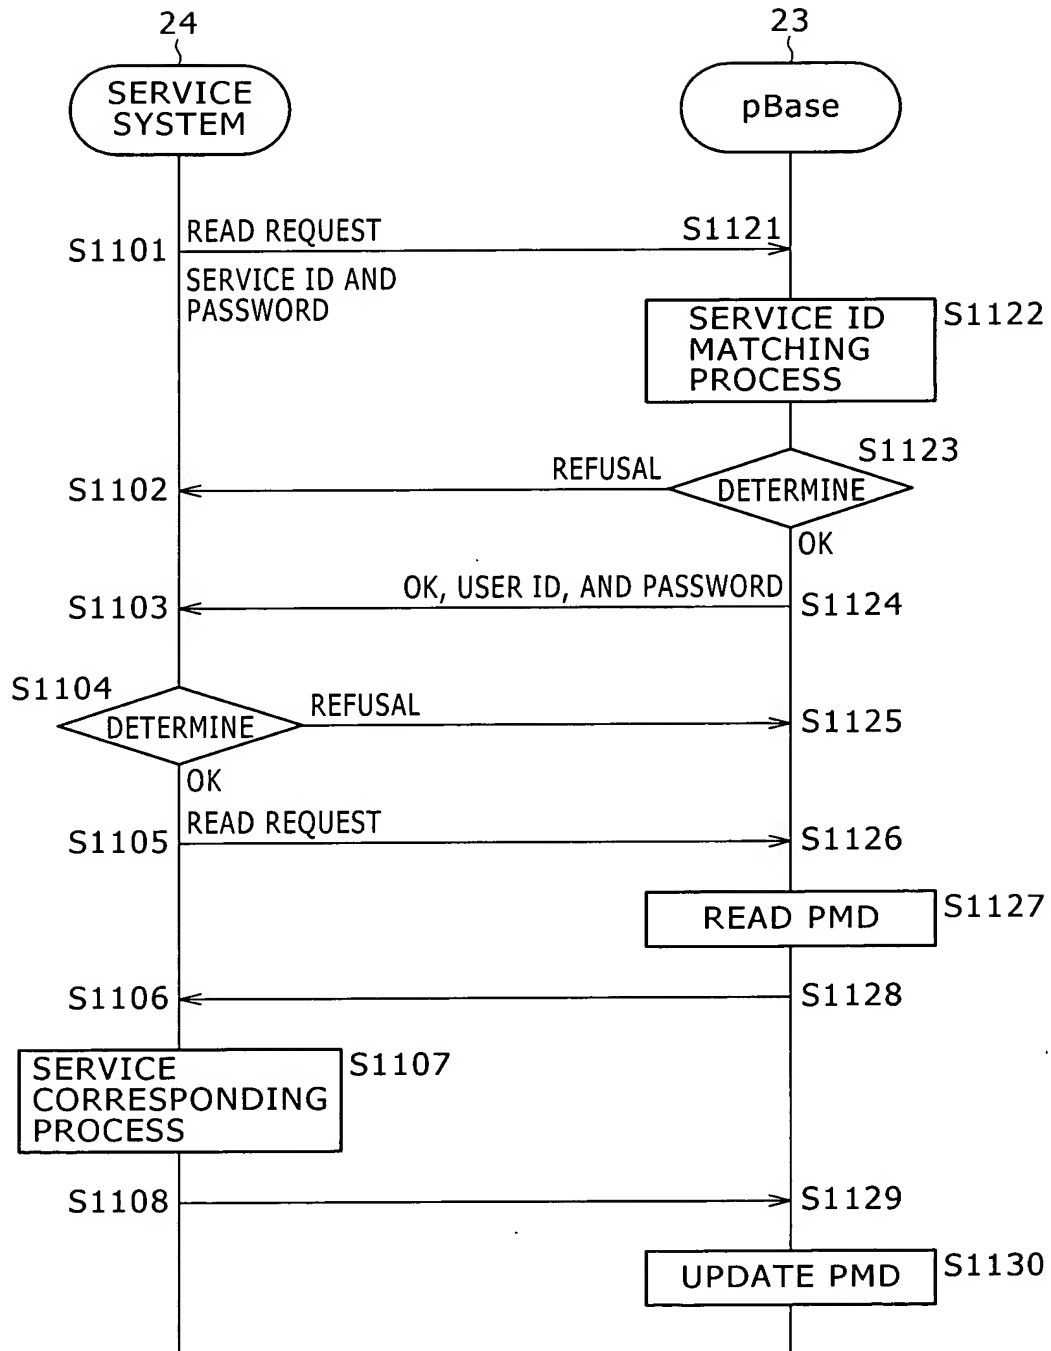 24
23
SERVICE
SYSTEM
pBase
S1101
READ REQUEST
S1121
SERVICE ID AND
PASSWORD
SERVICE ID
MATCHING
PROCESS
S1122
S1102
REFUSAL
DETERMINE
S1123
OK
S1103
OK, USER ID, AND PASSWORD
S1124
S1104
DETERMINE
REFUSAL
S1125
OK
S1105
READ REQUEST
S1126
READ PMD
S1127
S1106
S1128
SERVICE
CORRESPONDING
PROCESS
S1107
S1108
S1129
UPDATE PMD
S1130